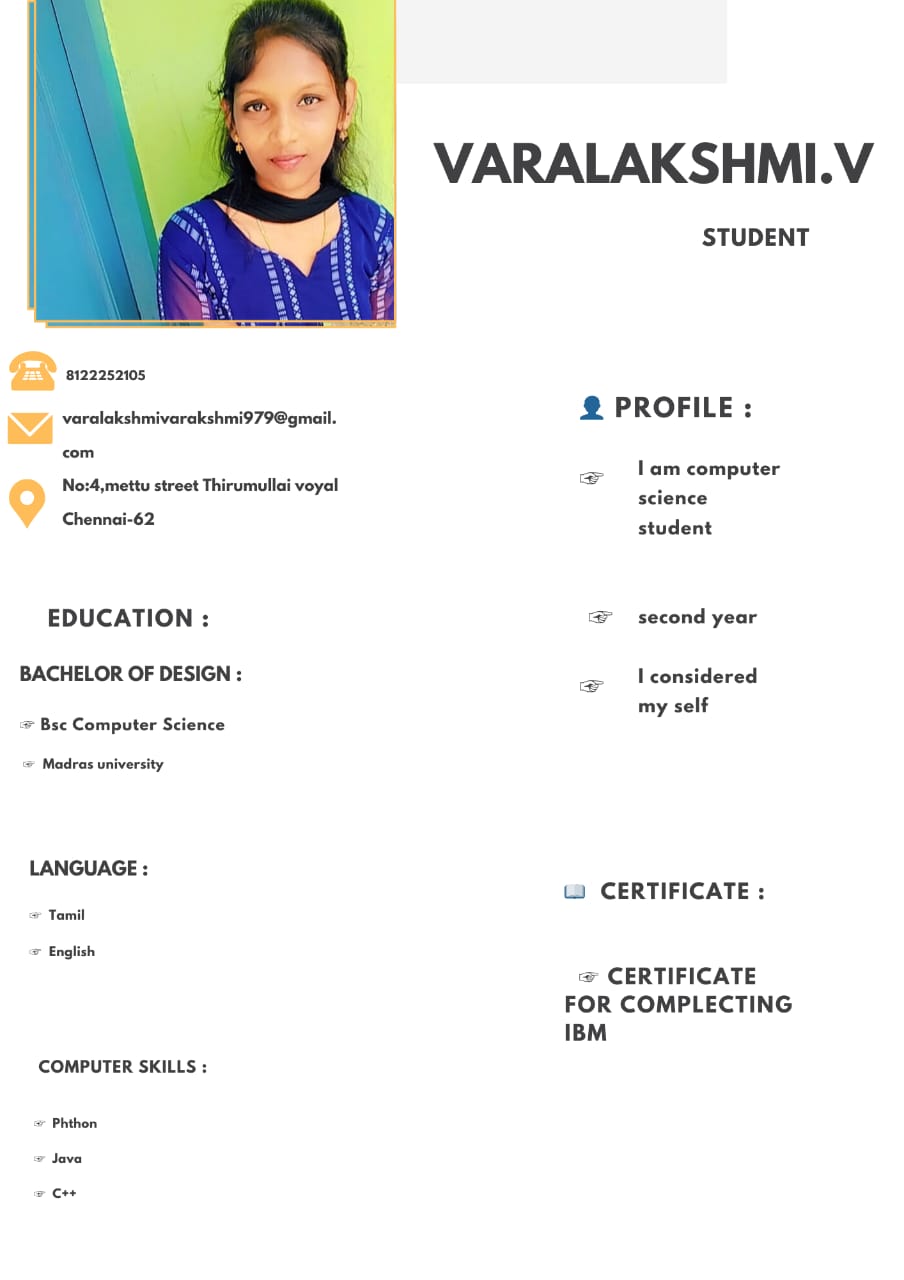 VARALAKSHMI.V
STUDENT
8122252105
varalakshmivarakshmi979@gmail.
com
No:4,mettu street Thirumullai voyal
Chennai-62
EDUCATION :
BACHELOR OF DESIGN :
☞ Bsc Computer Science
☞ Madras university
LANGUAGE :
☞ Tamil
☞ English
COMPUTER SKILLS :
☞ Phthon
☞ Java
☞ C++
👤 PROFILE :
☞ I am computer
science
student
☞ second year
☞ I considered
my self
📖 CERTIFICATE :
☞ CERTIFICATE
FOR COMPLECTING
IBM